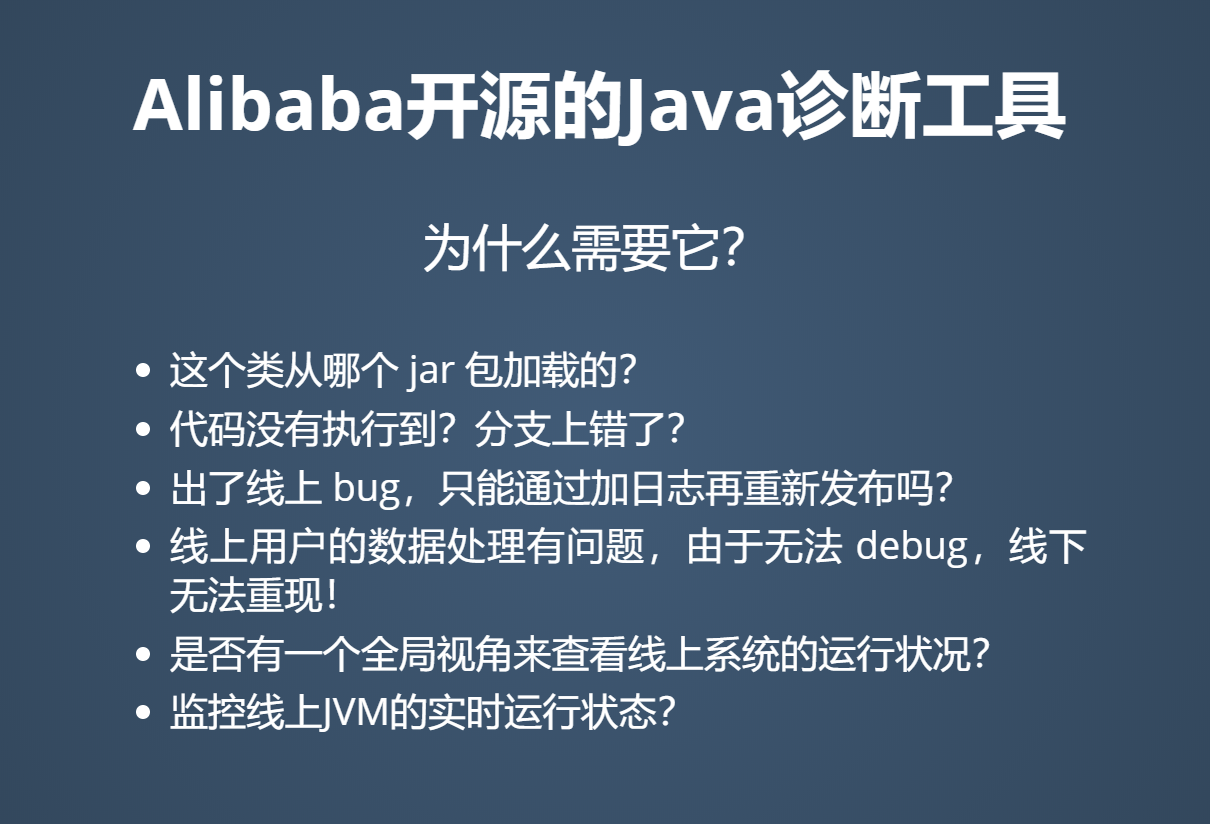 Alibaba开源的Java诊断工具
为什么需要它？
这个类从哪个 jar 包加载的？
代码没有执行到？分支上错了？
出了线上 bug，只能通过加日志再重新发布吗？
线上用户的数据处理有问题，由于无法 debug，线下
无法重现！
是否有一个全局视角来查看线上系统的运行状况？
监控线上JVM的实时运行状态？